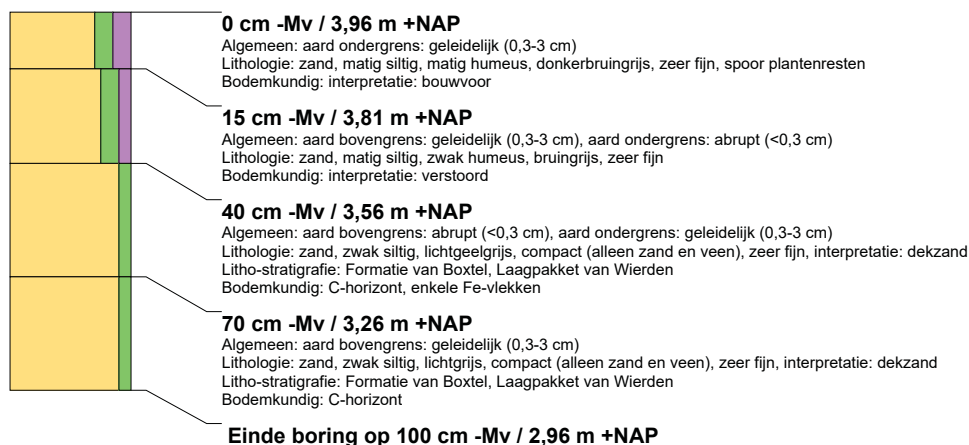 0 cm -Mv / 3,96 m +NAP
Algemeen: aard ondergrens: geleidelijk (0,3-3 cm)
Lithologie: zand, matig siltig, matig humeus, donkerbruingrijs, zeer fijn, spoor plantenresten
Bodemkundig: interpretatie: bouwvoor
15 cm -Mv / 3,81 m +NAP
Algemeen: aard bovengrens: geleidelijk (0,3-3 cm), aard ondergrens: abrupt (<0,3 cm)
Lithologie: zand, matig siltig, zwak humeus, bruingrijs, zeer fijn
Bodemkundig: interpretatie: verstoord
40 cm -Mv / 3,56 m +NAP
Algemeen: aard bovengrens: abrupt (<0,3 cm), aard ondergrens: geleidelijk (0,3-3 cm)
Lithologie: zand, zwak siltig, lichtgeelgrijs, compact (alleen zand en veen), zeer fijn, interpretatie: dekzand
Litho-stratigrafie: Formatie van Boxtel, Laagpakket van Wierden
Bodemkundig: C-horizont, enkele Fe-vlekken
70 cm -Mv / 3,26 m +NAP
Algemeen: aard bovengrens: geleidelijk (0,3-3 cm)
Lithologie: zand, zwak siltig, lichtgrijs, compact (alleen zand en veen), zeer fijn, interpretatie: dekzand
Litho-stratigrafie: Formatie van Boxtel, Laagpakket van Wierden
Bodemkundig: C-horizont
Einde boring op 100 cm -Mv / 2,96 m +NAP